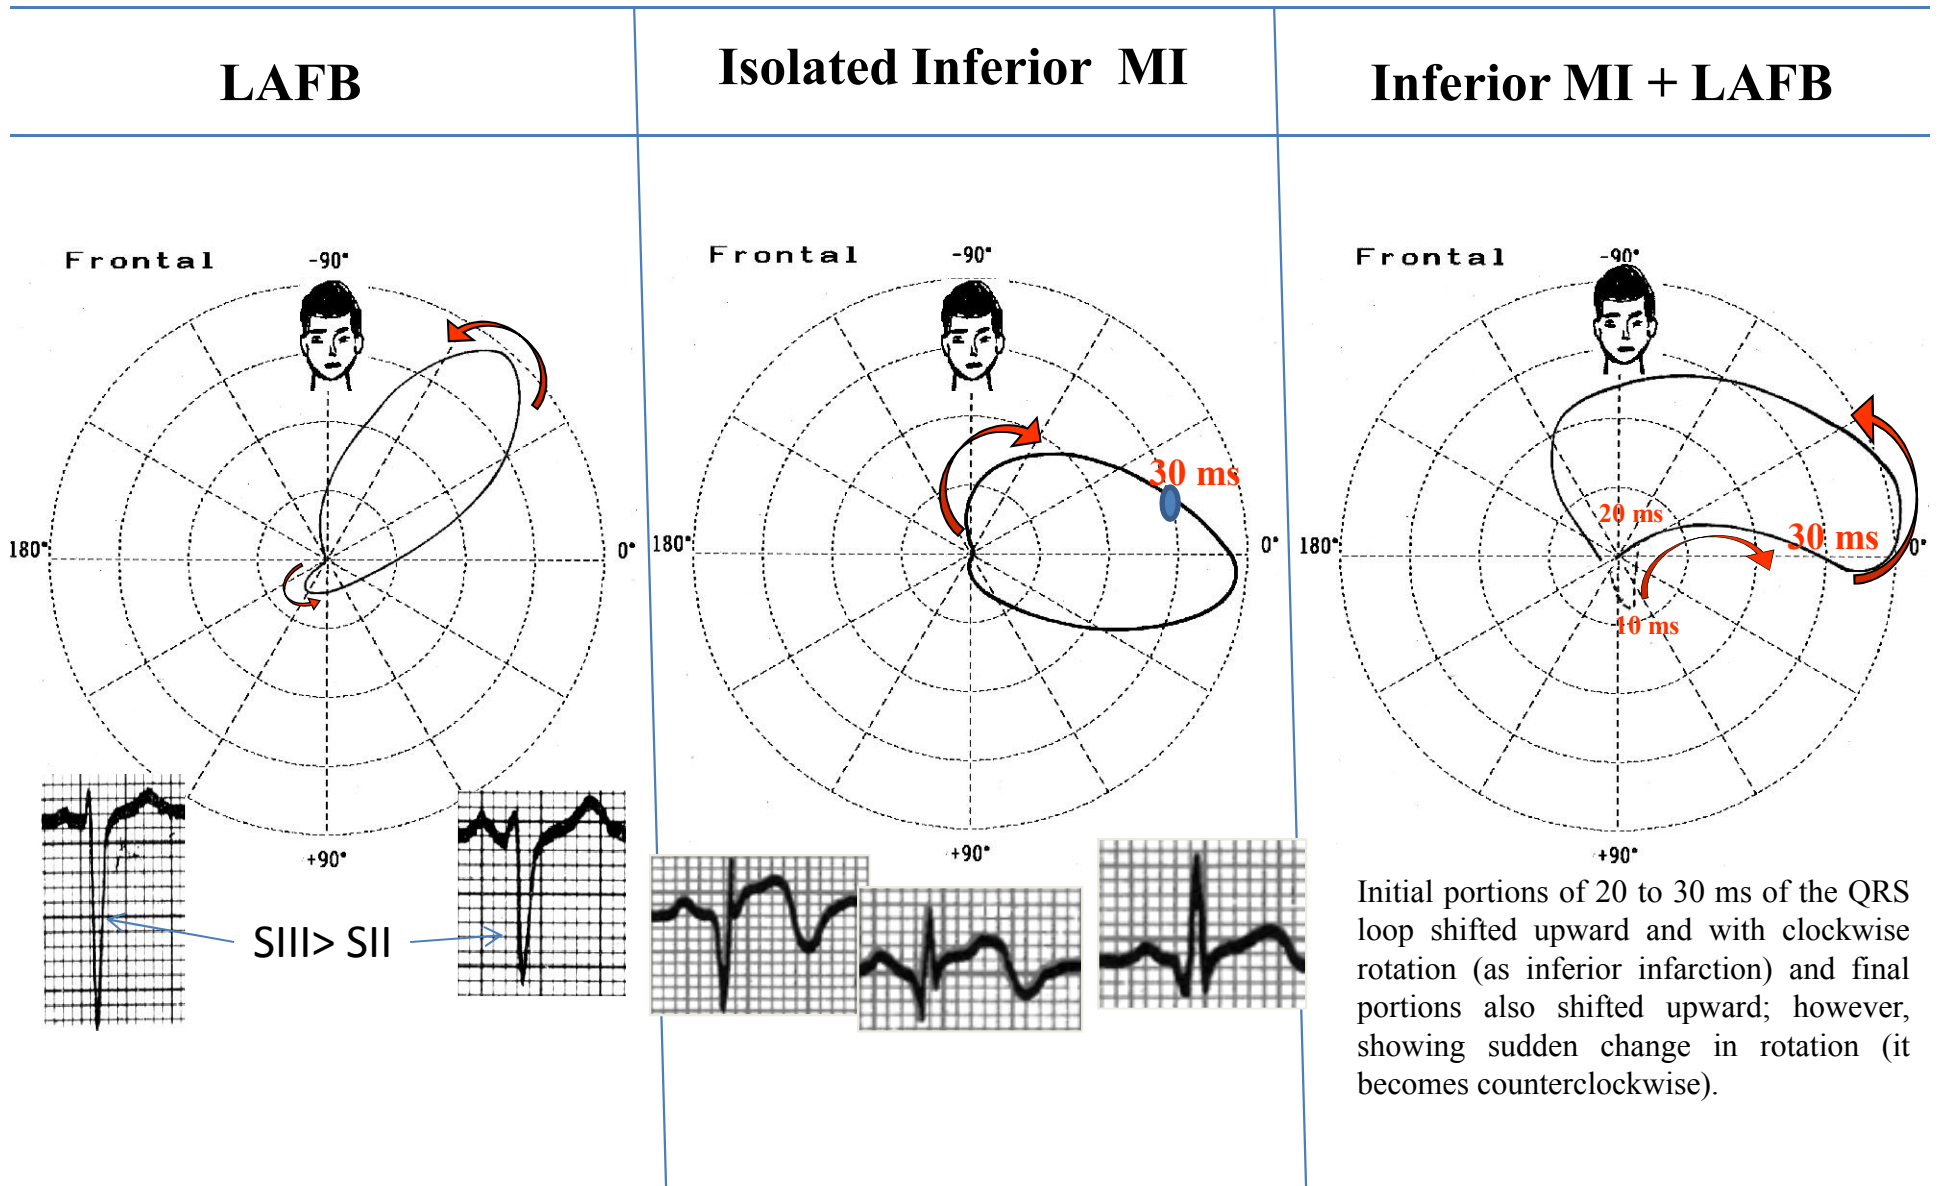 LAFB
Isolated Inferior MI
Inferior MI + LAFB
Frontal
-90°
180°
0°
+90°
SIII> SII
Frontal
-90°
30 ms
180°
0°
+90°
Frontal
-90°
20 ms
30 ms
180°
0°
10 ms
+90°
Initial portions of 20 to 30 ms of the QRS
loop shifted upward and with clockwise
rotation (as inferior infarction) and final
portions also shifted upward; however,
showing sudden change in rotation (it
becomes counterclockwise).